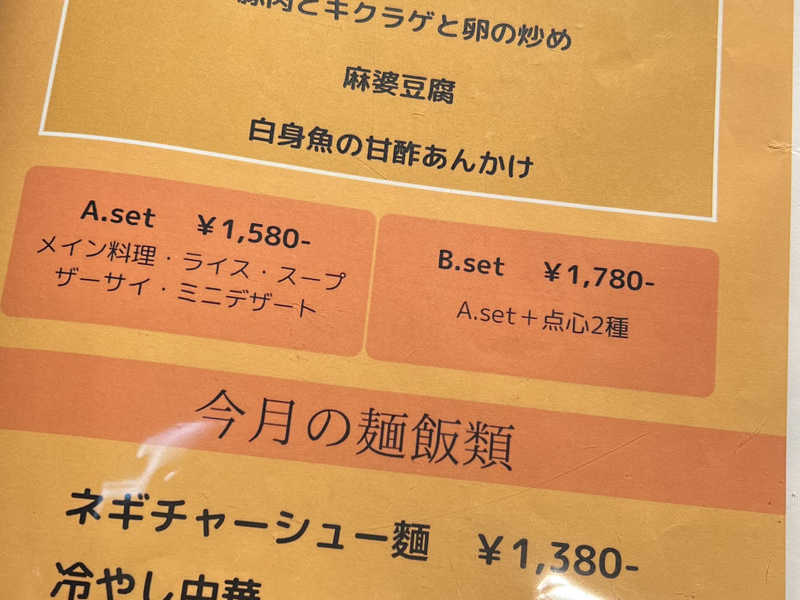 豚肉とキクラゲと卵の炒め
麻婆豆腐
白身魚の甘酢あんかけ
A.set ￥1,580-
メイン料理・ライス・スープ
ザーサイ・ミニデザート
B.set ￥1,780-
A.set＋点心2種
今月の麺飯類
ネギチャーシュー麺 ￥1,380-
冷やし中華